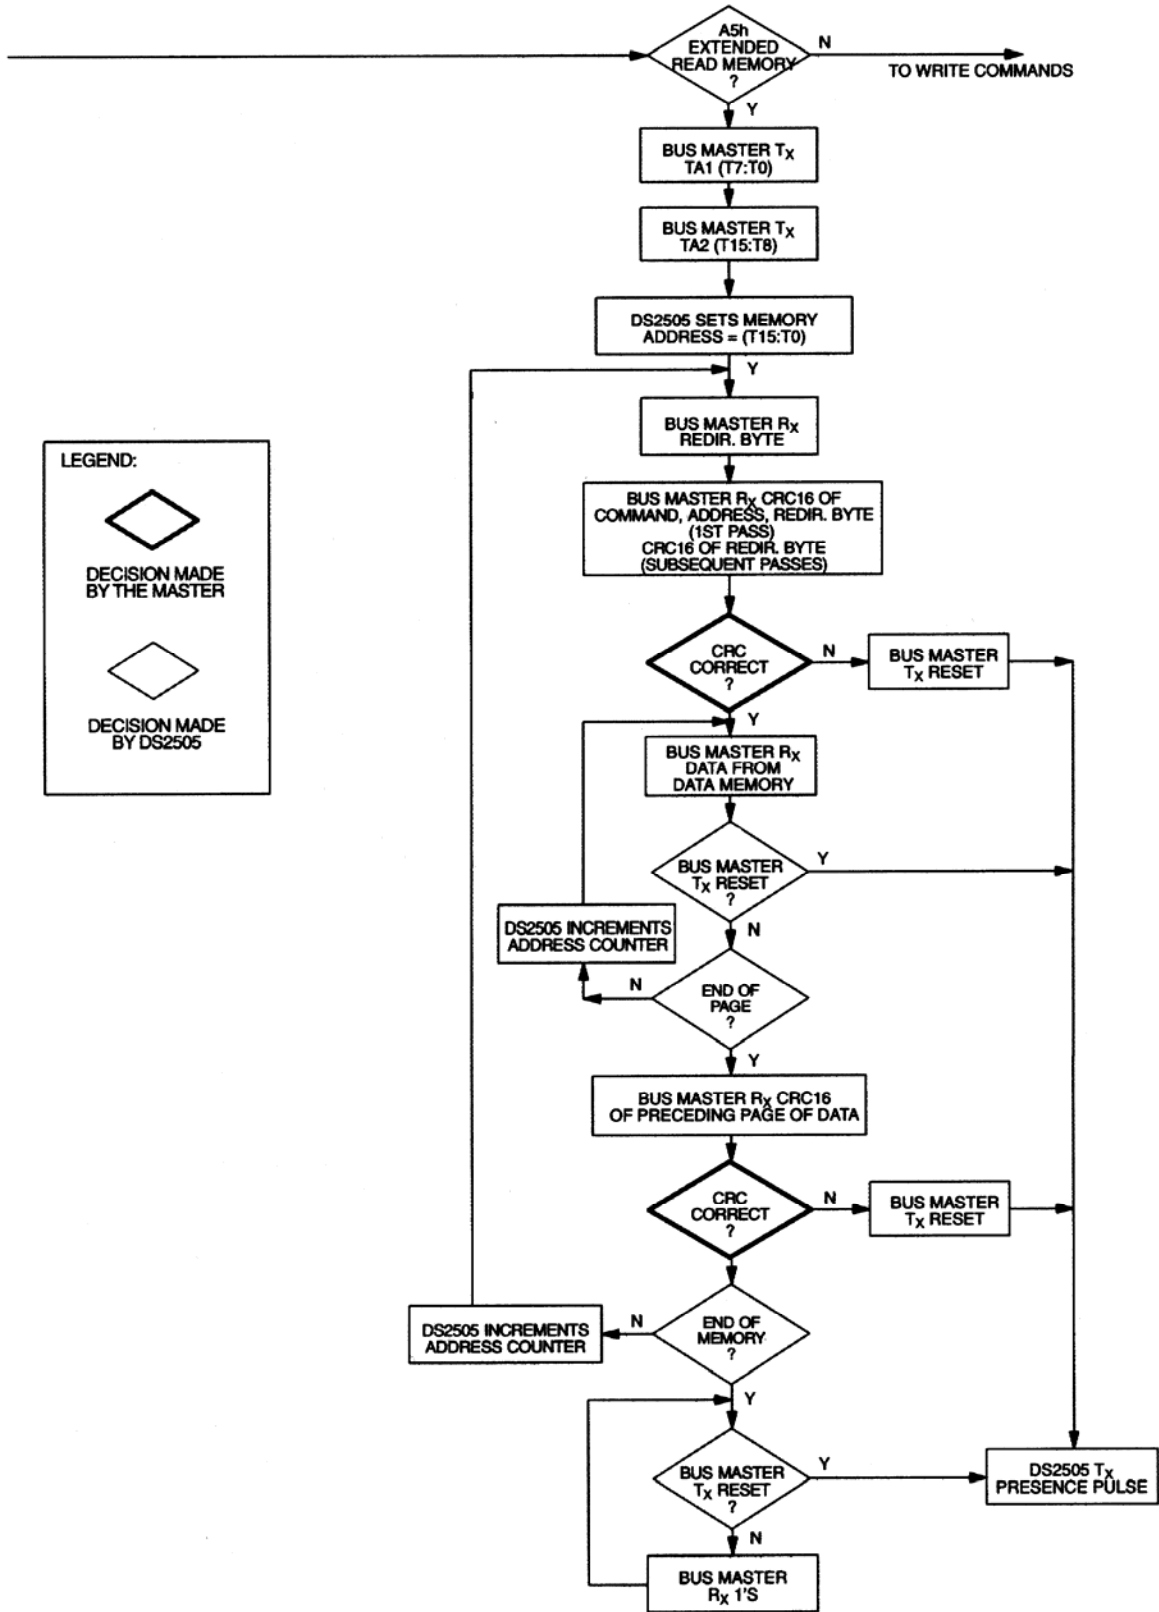 A5h
EXTENDED
READ MEMORY
?
N
TO WRITE COMMANDS
Y
BUS MASTER TX
TA1 (T7:T0)
BUS MASTER TX
TA2 (T15:T8)
DS2505 SETS MEMORY
ADDRESS = (T15:T0)
Y
BUS MASTER RX
REDIR. BYTE
LEGEND:
DECISION MADE
BY THE MASTER
DECISION MADE
BY DS2505
BUS MASTER RX CRC16 OF
COMMAND, ADDRESS, REDIR. BYTE
(1ST PASS)
CRC16 OF REDIR. BYTE
(SUBSEQUENT PASSES)
CRC
CORRECT
?
N
BUS MASTER
TX RESET
Y
BUS MASTER RX
DATA FROM
DATA MEMORY
BUS MASTER
TX RESET
?
Y
N
DS2505 INCREMENTS
ADDRESS COUNTER
N
END OF
PAGE
?
Y
BUS MASTER RX CRC16
OF PRECEDING PAGE OF DATA
CRC
CORRECT
?
N
BUS MASTER
TX RESET
DS2505 INCREMENTS
ADDRESS COUNTER
N
END OF
MEMORY
?
Y
BUS MASTER
TX RESET
?
Y
DS2505 TX
PRESENCE PULSE
N
BUS MASTER
RX 1'S